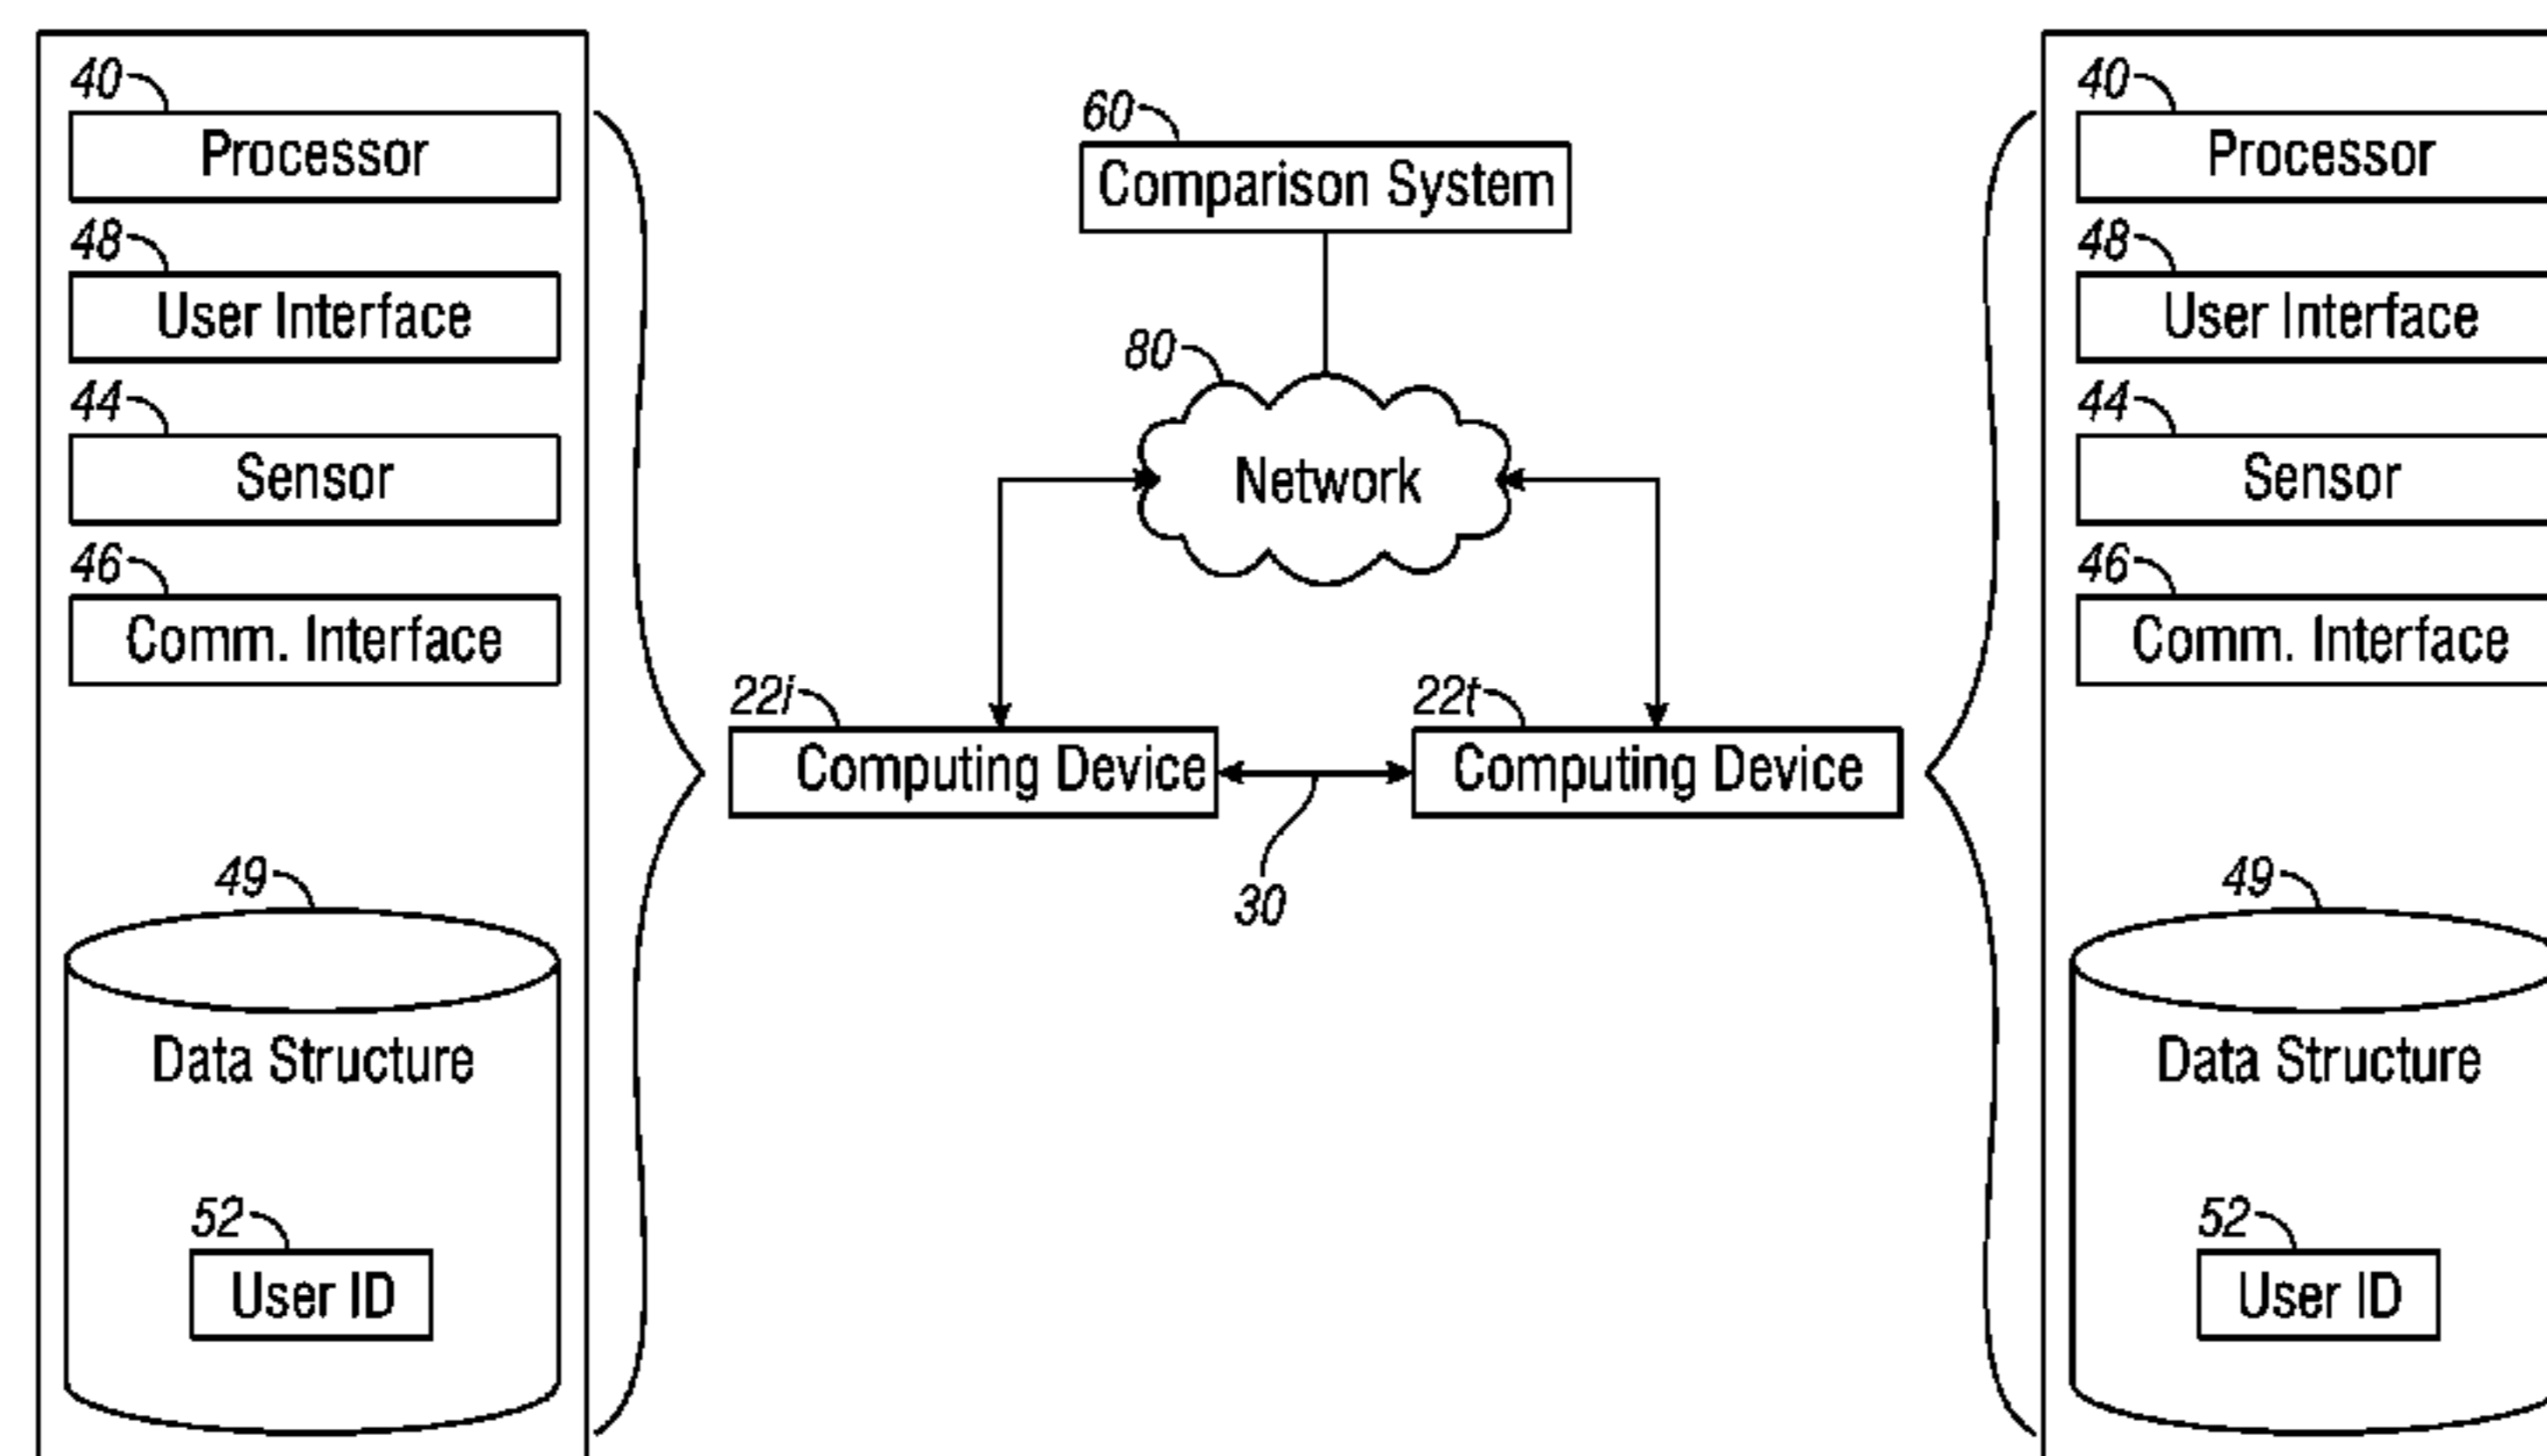 40
Processor
48
User Interface
44
Sensor
46
Comm. Interface
49
Data Structure
52
User ID
60
Comparison System
80
Network
22i
Computing Device
22t
Computing Device
30
40
Processor
48
User Interface
44
Sensor
46
Comm. Interface
49
Data Structure
52
User ID